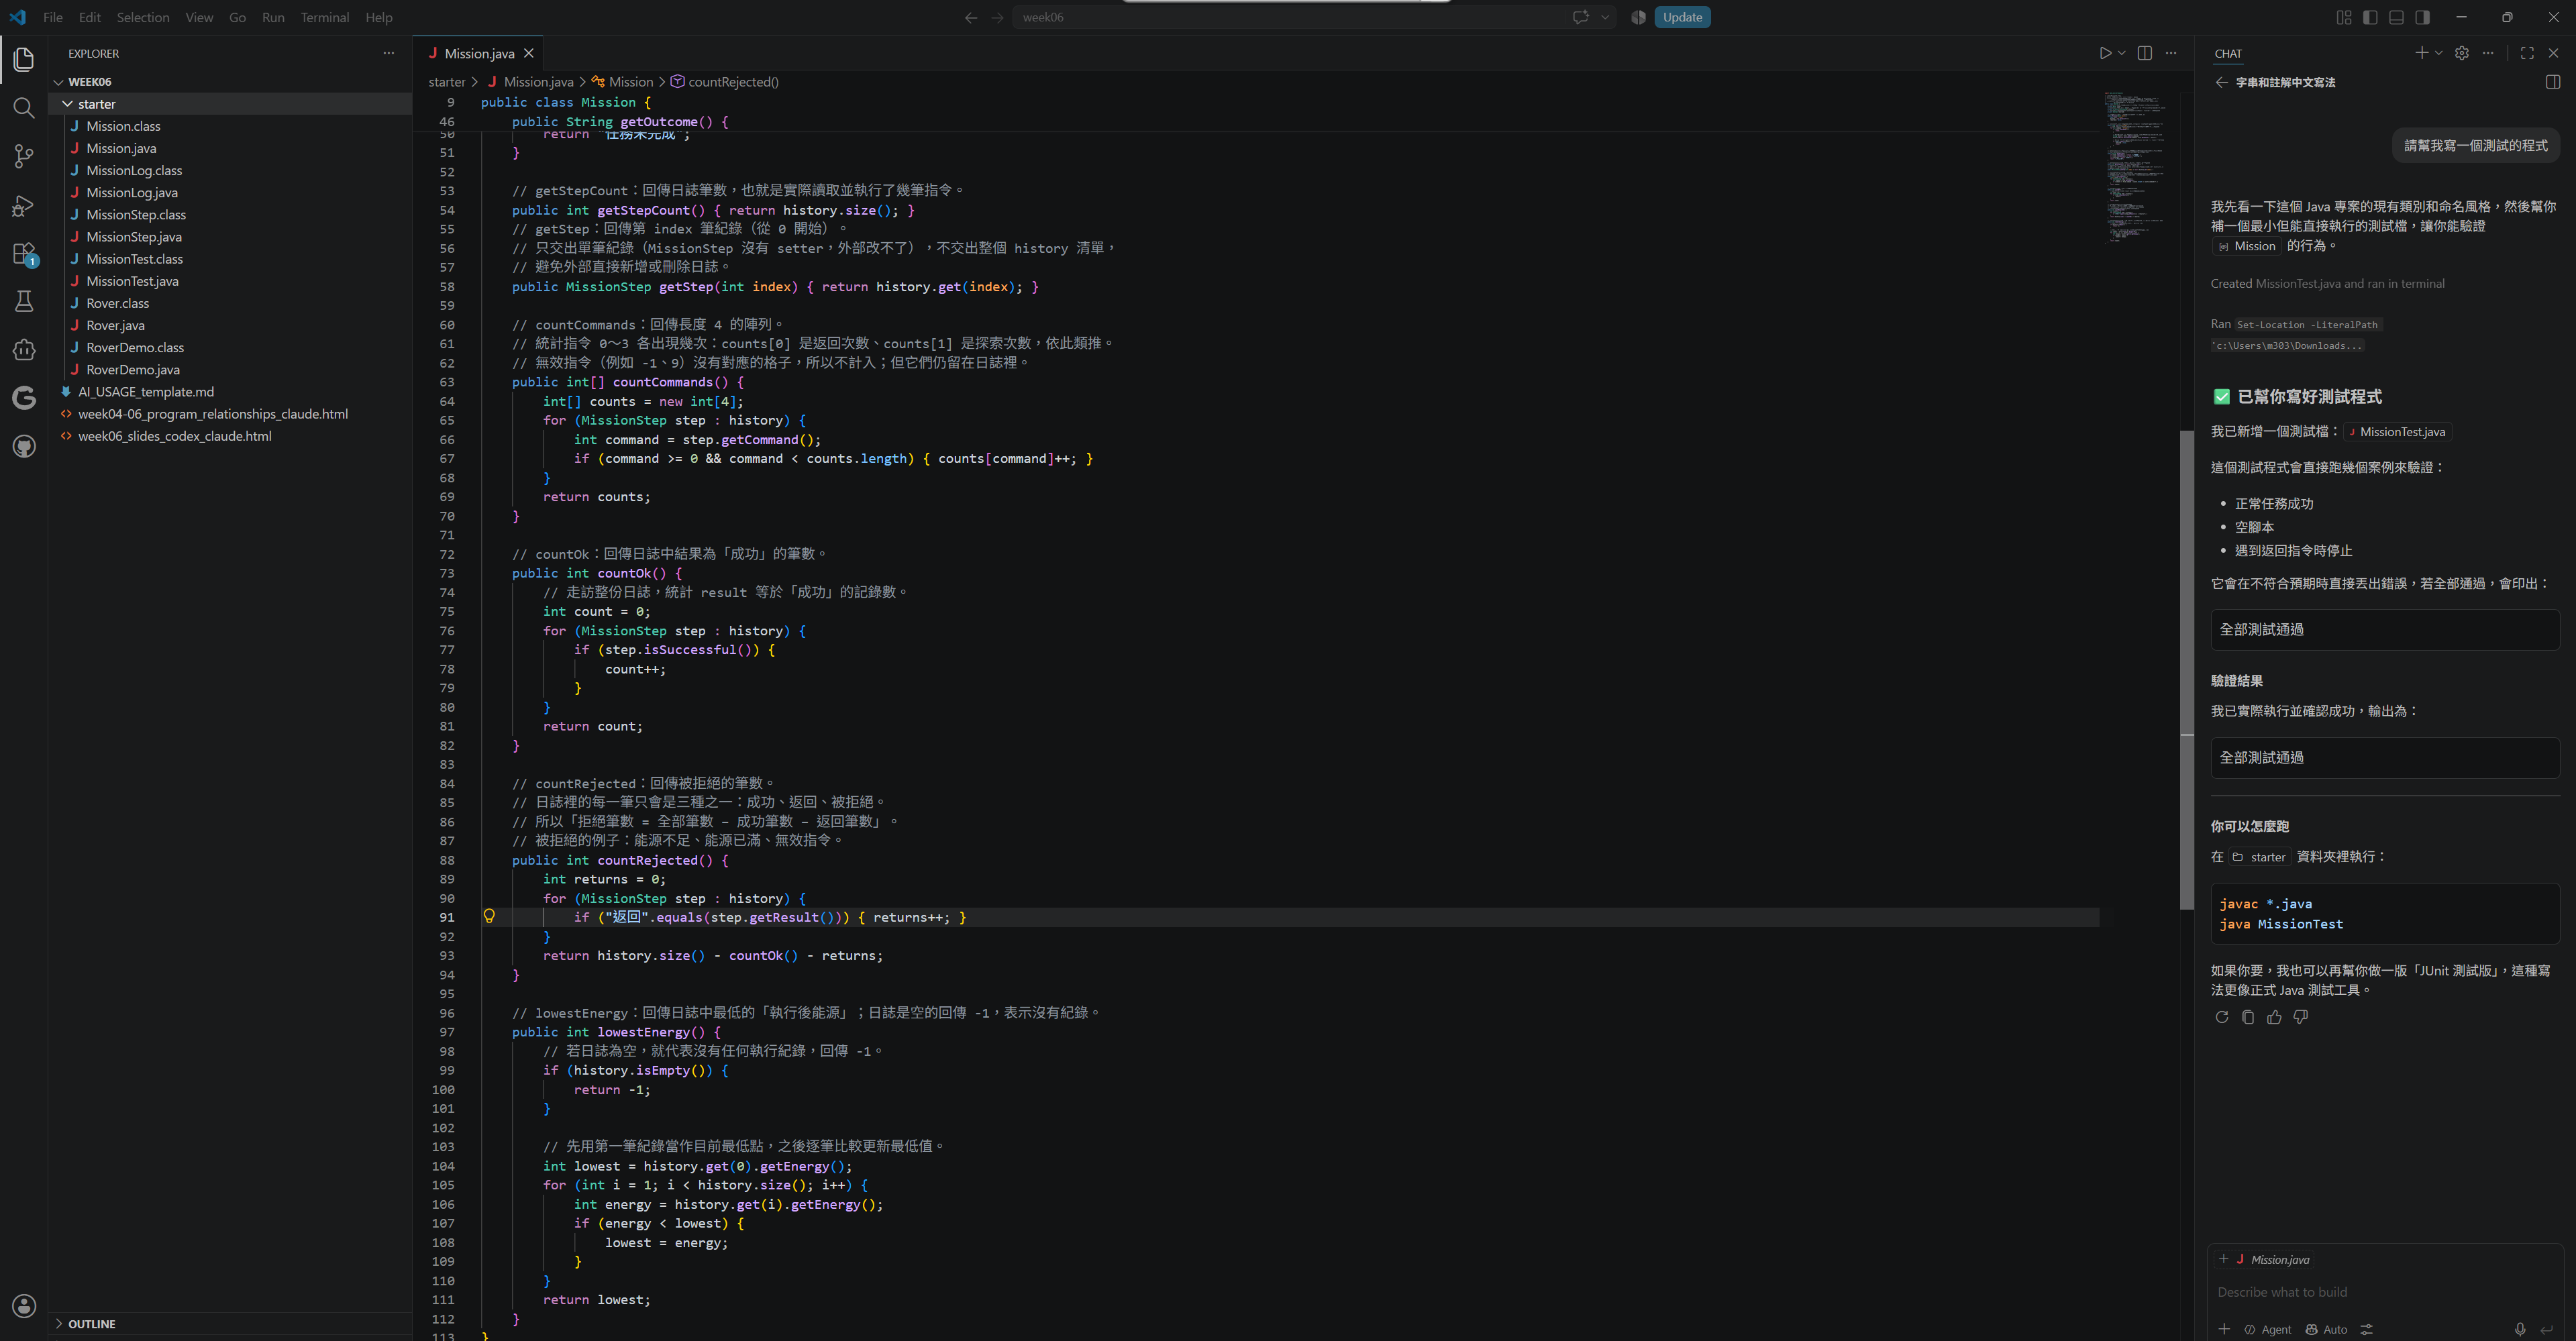 File Edit Selection View Go Run Terminal Help
week06
Update
EXPLORER
WEEK06
starter
Mission.class
Mission.java
MissionLog.class
MissionLog.java
MissionStep.class
MissionStep.java
MissionTest.class
MissionTest.java
Rover.class
Rover.java
RoverDemo.class
RoverDemo.java
AI_USAGE_template.md
week04-06_program_relationships_claude.html
week06_slides_codex_claude.html
OUTLINE
1
Mission.java
starter > Mission.java > Mission > countRejected()
9 public class Mission {
46 public String getOutcome() {
50 return "任務未完成";
51 }
52
53 // getStepCount：回傳日誌筆數，也就是實際讀取並執行了幾筆指令。
54 public int getStepCount() { return history.size(); }
55 // getStep：回傳第 index 筆紀錄（從 0 開始）。
56 // 只交出單筆紀錄（MissionStep 沒有 setter，外部改不了），不交出整個 history 清單，
57 // 避免外部直接新增或刪除日誌。
58 public MissionStep getStep(int index) { return history.get(index); }
59
60 // countCommands：回傳長度 4 的陣列。
61 // 統計指令 0～3 各出現幾次：counts[0] 是返回次數、counts[1] 是探索次數，依此類推。
62 // 無效指令（例如 -1、9）沒有對應的格子，所以不計入；但它們仍留在日誌裡。
63 public int[] countCommands() {
64 int[] counts = new int[4];
65 for (MissionStep step : history) {
66 int command = step.getCommand();
67 if (command >= 0 && command < counts.length) { counts[command]++; }
68 }
69 return counts;
70 }
71
72 // countOk：回傳日誌中結果為「成功」的筆數。
73 public int countOk() {
74 // 走訪整份日誌，統計 result 等於「成功」的記錄數。
75 int count = 0;
76 for (MissionStep step : history) {
77 if (step.isSuccessful()) {
78 count++;
79 }
80 }
81 return count;
82 }
83
84 // countRejected：回傳被拒絕的筆數。
85 // 日誌裡的每一筆只會是三種之一：成功、返回、被拒絕。
86 // 所以「拒絕筆數 = 全部筆數 - 成功筆數 - 返回筆數」。
87 // 被拒絕的例子：能源不足、能源已滿、無效指令。
88 public int countRejected() {
89 int returns = 0;
90 for (MissionStep step : history) {
91 if ("返回".equals(step.getResult())) { returns++; }
92 }
93 return history.size() - countOk() - returns;
94 }
95
96 // lowestEnergy：回傳日誌中最低的「執行後能源」；日誌是空的回傳 -1，表示沒有紀錄。
97 public int lowestEnergy() {
98 // 若日誌為空，就代表沒有任何執行紀錄，回傳 -1。
99 if (history.isEmpty()) {
100 return -1;
101 }
102
103 // 先用第一筆紀錄當作目前最低點，之後逐筆比較更新最低值。
104 int lowest = history.get(0).getEnergy();
105 for (int i = 1; i < history.size(); i++) {
106 int energy = history.get(i).getEnergy();
107 if (energy < lowest) {
108 lowest = energy;
109 }
110 }
111 return lowest;
112 }
113 }
CHAT
字串和註解中文寫法
請幫我寫一個測試的程式
我先看一下這個 Java 專案的現有類別和命名風格，然後幫你
補一個最小但能直接執行的測試檔，讓你能驗證
Mission 的行為。
Created MissionTest.java and ran in terminal
Ran Set-Location -LiteralPath
'c:\Users\m303\Downloads...
✅ 已幫你寫好測試程式
我已新增一個測試檔： MissionTest.java
這個測試程式會直接跑幾個案例來驗證：
• 正常任務成功
• 空腳本
• 遇到返回指令時停止
它會在不符合預期時直接丟出錯誤，若全部通過，會印出：
全部測試通過
驗證結果
我已實際執行並確認成功，輸出為：
全部測試通過
你可以怎麼跑
在 starter 資料夾裡執行：
javac *.java
java MissionTest
如果你要，我也可以再幫你做一版「JUnit 測試版」，這種寫
法更像正式 Java 測試工具。
Mission.java
Describe what to build
Agent Auto